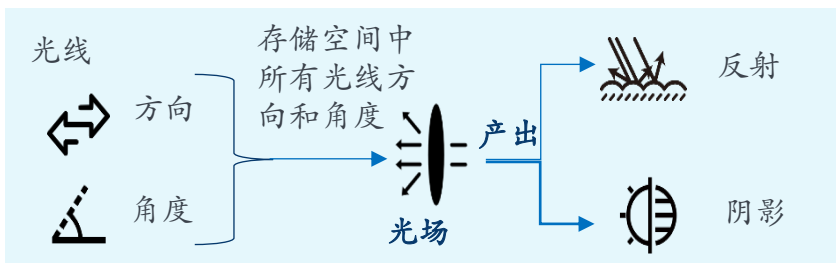 光线
方向
角度
存储空间中
所有光线方
向和角度
光场
产出
反射
阴影